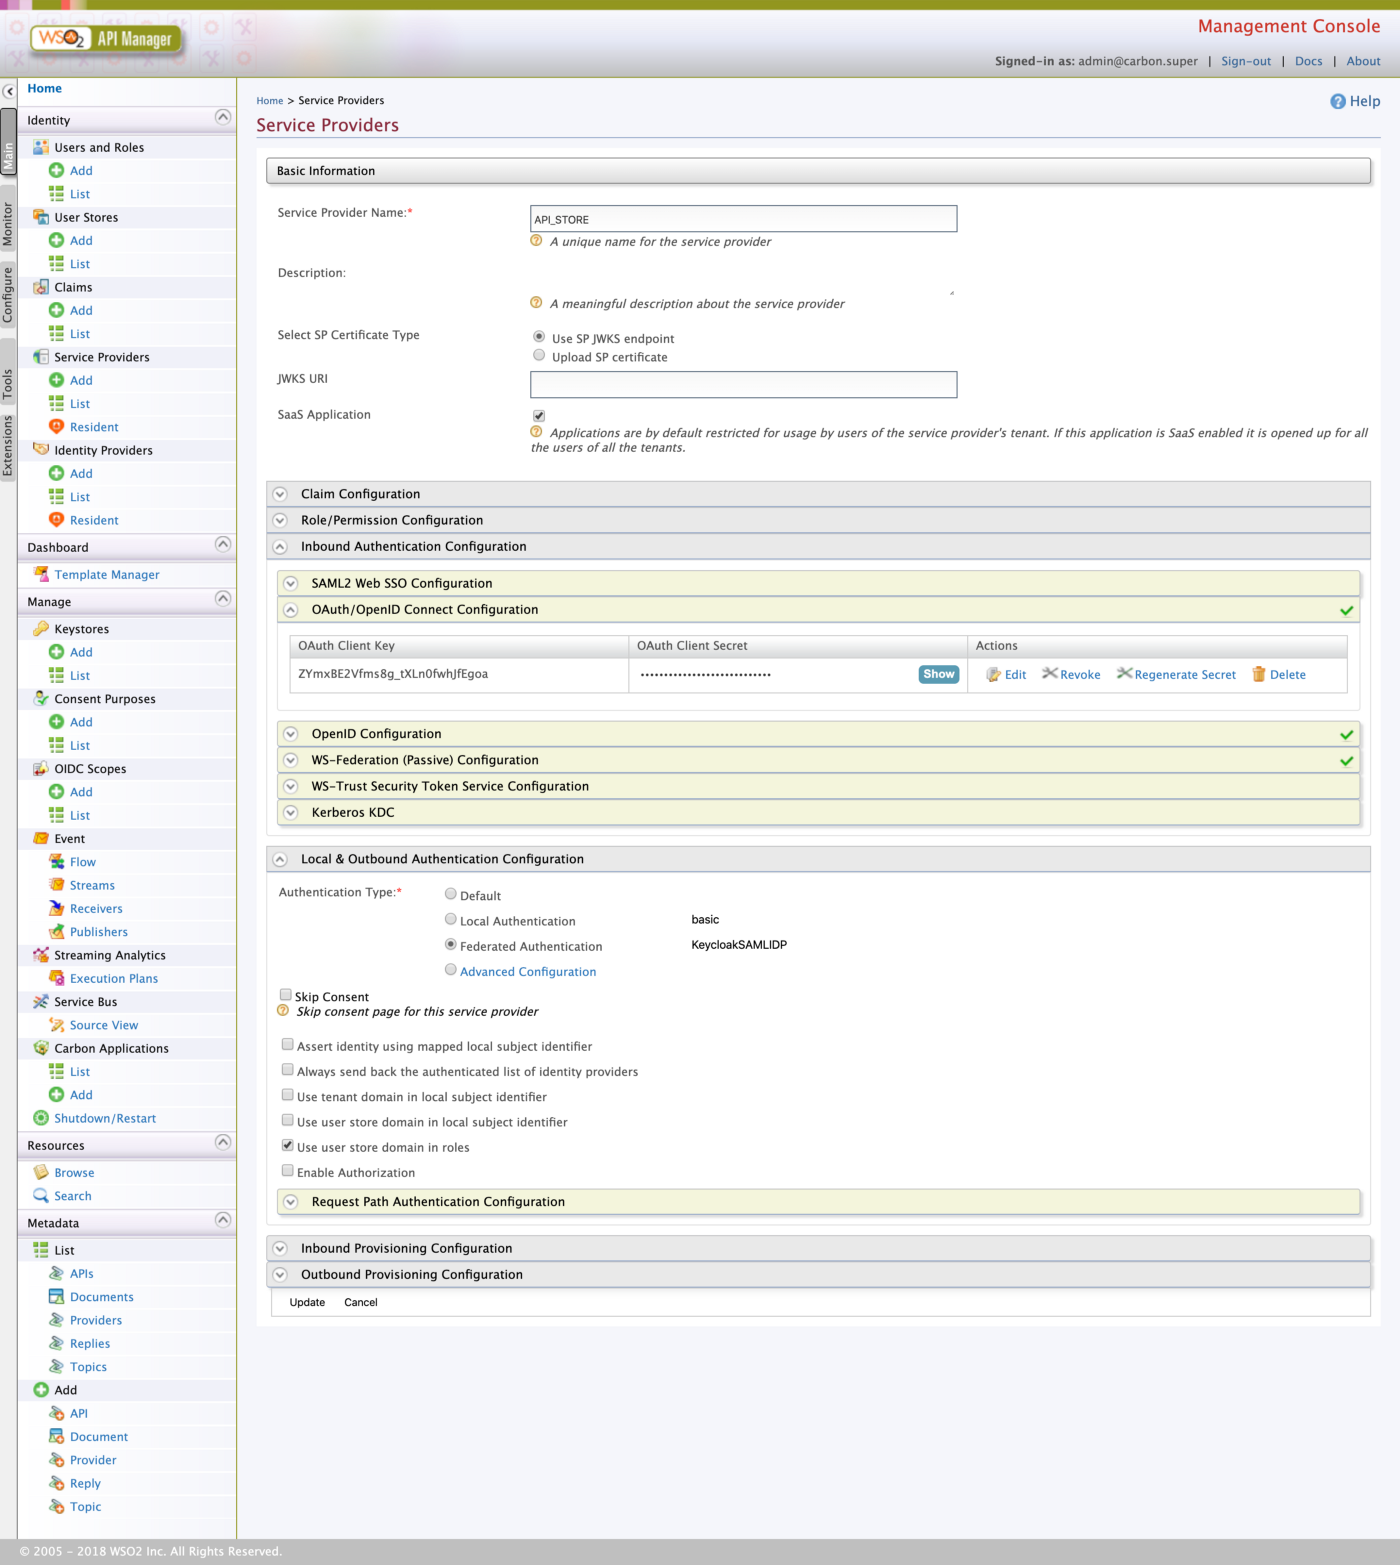 WSO2 API Manager
Management Console
Signed-in as: admin@carbon.super | Sign-out | Docs | About
Main
Monitor
Configure
Tools
Extensions
Home
Identity
Users and Roles
Add
List
User Stores
Add
List
Claims
Add
List
Service Providers
Add
List
Resident
Identity Providers
Add
List
Resident
Dashboard
Template Manager
Manage
Keystores
Add
List
Consent Purposes
Add
List
OIDC Scopes
Add
List
Event
Flow
Streams
Receivers
Publishers
Streaming Analytics
Execution Plans
Service Bus
Source View
Carbon Applications
List
Add
Shutdown/Restart
Resources
Browse
Search
Metadata
List
APIs
Documents
Providers
Replies
Topics
Add
API
Document
Provider
Reply
Topic
Home > Service Providers
Help
Service Providers
Basic Information
Service Provider Name:* API_STORE
A unique name for the service provider
Description:
A meaningful description about the service provider
Select SP Certificate Type
Use SP JWKS endpoint
Upload SP certificate
JWKS URI
SaaS Application
Applications are by default restricted for usage by users of the service provider's tenant. If this application is SaaS enabled it is opened up for all
the users of all the tenants.
Claim Configuration
Role/Permission Configuration
Inbound Authentication Configuration
SAML2 Web SSO Configuration
OAuth/OpenID Connect Configuration
OAuth Client Key OAuth Client Secret Actions
ZYmxBE2Vfms8g_tXLn0fwhJfEgoa •••••••••••••••••••••••••••• Show Edit Revoke Regenerate Secret Delete
OpenID Configuration
WS-Federation (Passive) Configuration
WS-Trust Security Token Service Configuration
Kerberos KDC
Local & Outbound Authentication Configuration
Authentication Type:* Default
Local Authentication basic
Federated Authentication KeycloakSAMLIDP
Advanced Configuration
Skip Consent
Skip consent page for this service provider
Assert identity using mapped local subject identifier
Always send back the authenticated list of identity providers
Use tenant domain in local subject identifier
Use user store domain in local subject identifier
Use user store domain in roles
Enable Authorization
Request Path Authentication Configuration
Inbound Provisioning Configuration
Outbound Provisioning Configuration
Update Cancel
© 2005 - 2018 WSO2 Inc. All Rights Reserved.